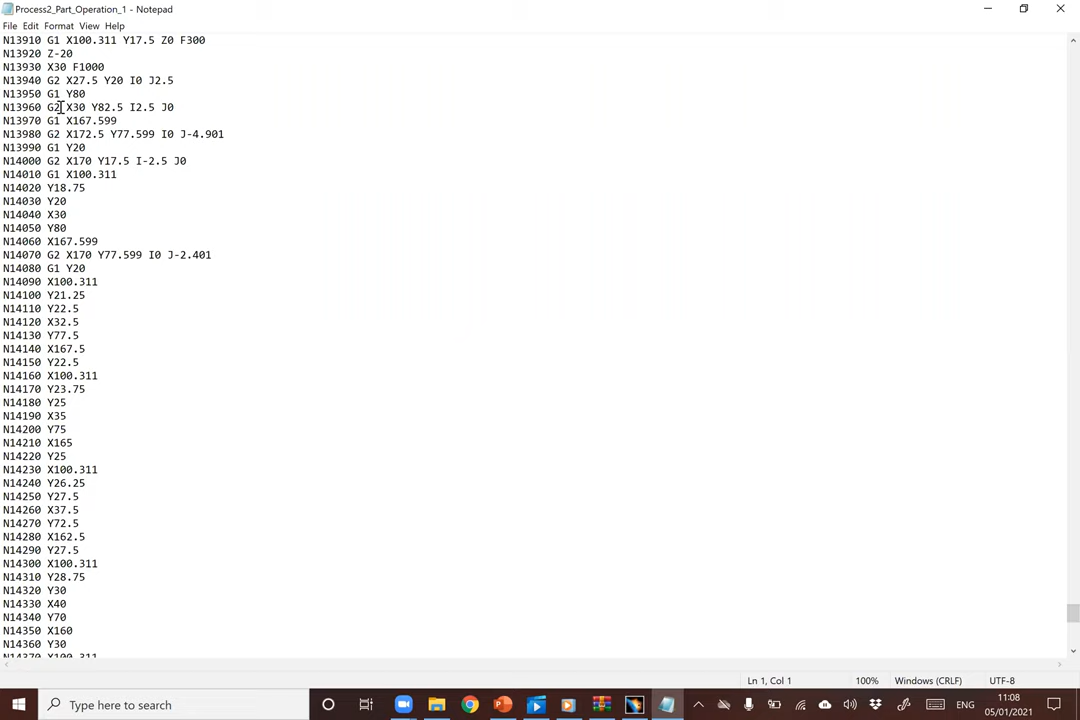 Process2_Part_Operation_1 - Notepad
File Edit Format View Help
N13910 G1 X100.311 Y17.5 Z0 F300
N13920 Z-20
N13930 X30 F1000
N13940 G2 X27.5 Y20 I0 J2.5
N13950 G1 Y80
N13960 G2 X30 Y82.5 I2.5 J0
N13970 G1 X167.599
N13980 G2 X172.5 Y77.599 I0 J-4.901
N13990 G1 Y20
N14000 G2 X170 Y17.5 I-2.5 J0
N14010 G1 X100.311
N14020 Y18.75
N14030 Y20
N14040 X30
N14050 Y80
N14060 X167.599
N14070 G2 X170 Y77.599 I0 J-2.401
N14080 G1 Y20
N14090 X100.311
N14100 Y21.25
N14110 Y22.5
N14120 X32.5
N14130 Y77.5
N14140 X167.5
N14150 Y22.5
N14160 X100.311
N14170 Y23.75
N14180 Y25
N14190 X35
N14200 Y75
N14210 X165
N14220 Y25
N14230 X100.311
N14240 Y26.25
N14250 Y27.5
N14260 X37.5
N14270 Y72.5
N14280 X162.5
N14290 Y27.5
N14300 X100.311
N14310 Y28.75
N14320 Y30
N14330 X40
N14340 Y70
N14350 X160
N14360 Y30
N14370 X100.311
Ln 1, Col 1 100% Windows (CRLF) UTF-8
Type here to search
ENG
11:08
05/01/2021